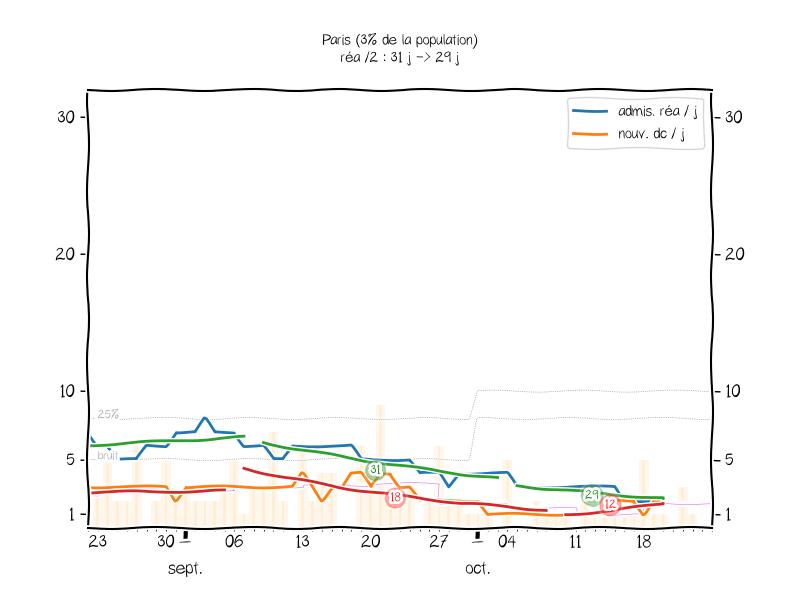 Paris (3% de la population)
réa /2 : 31 j -> 29 j
admis. réa / j
nouv. dc / j
30
30
20
20
10
10
25%
bruit
5
5
31
29
18
12
1
1
23 30 06 13 20 27 04 11 18
sept. oct.